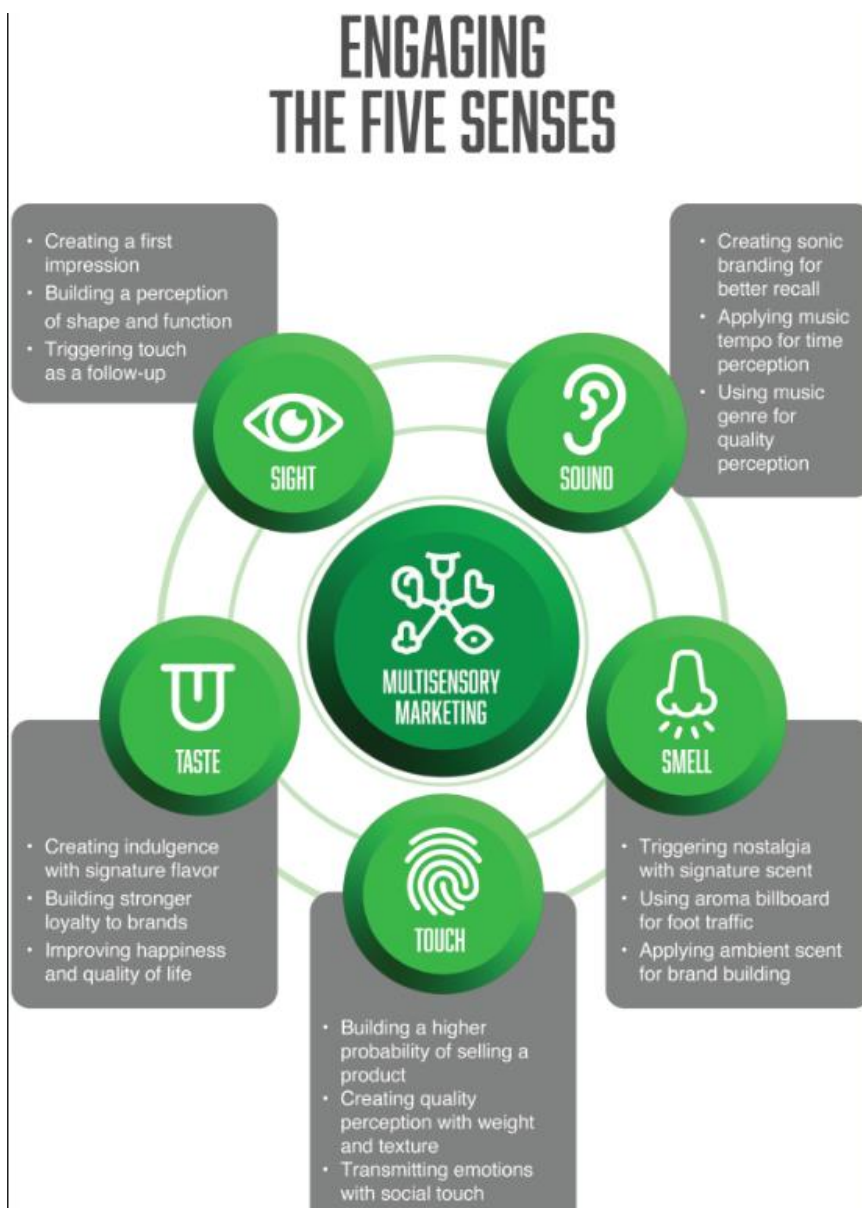 ENGAGING
THE FIVE SENSES
• Creating a first
impression
• Building a perception
of shape and function
• Triggering touch
as a follow-up
SIGHT
• Creating sonic
branding for
better recall
• Applying music
tempo for time
perception
• Using music
genre for
quality
perception
SOUND
MULTISENSORY
MARKETING
TASTE
• Creating indulgence
with signature flavor
• Building stronger
loyalty to brands
• Improving happiness
and quality of life
SMELL
• Triggering nostalgia
with signature scent
• Using aroma billboard
for foot traffic
• Applying ambient scent
for brand building
TOUCH
• Building a higher
probability of selling a
product
• Creating quality
perception with weight
and texture
• Transmitting emotions
with social touch